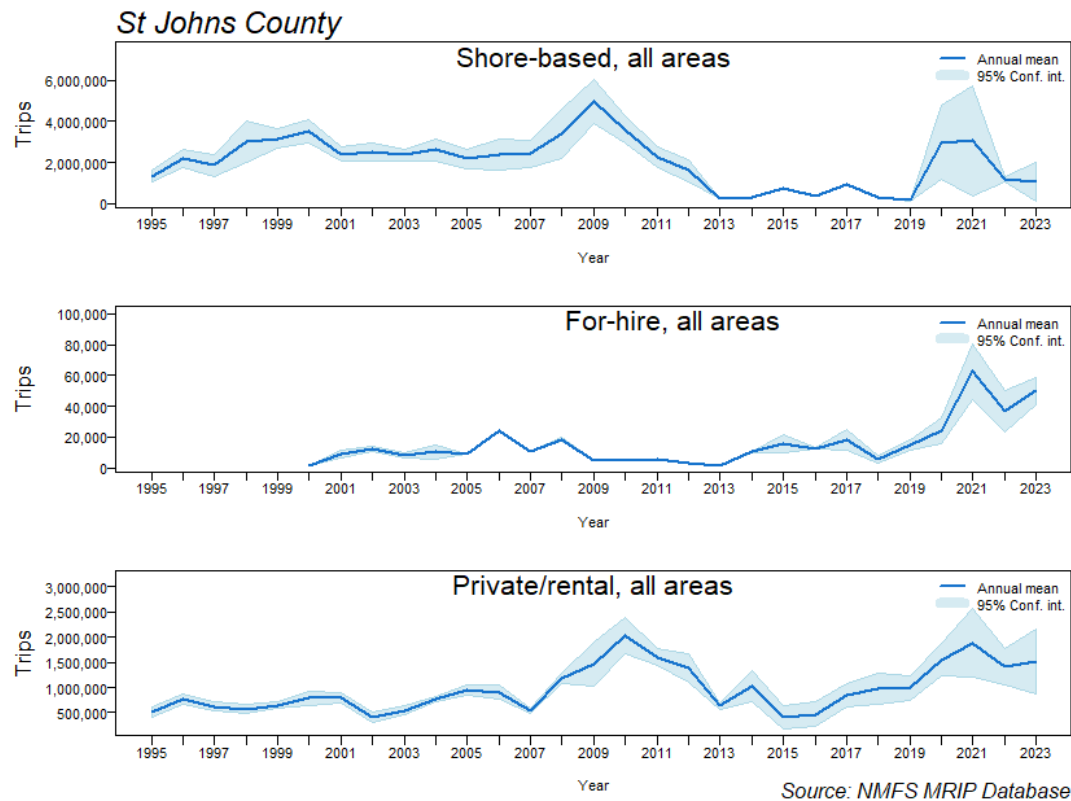 St Johns County
Shore-based, all areas
Annual mean
95% Conf. int.
Trips
6,000,000
4,000,000
2,000,000
0
1995 1997 1999 2001 2003 2005 2007 2009 2011 2013 2015 2017 2019 2021 2023
Year
For-hire, all areas
Annual mean
95% Conf. int.
Trips
100,000
80,000
60,000
40,000
20,000
0
1995 1997 1999 2001 2003 2005 2007 2009 2011 2013 2015 2017 2019 2021 2023
Year
Private/rental, all areas
Annual mean
95% Conf. int.
Trips
3,000,000
2,500,000
2,000,000
1,500,000
1,000,000
500,000
1995 1997 1999 2001 2003 2005 2007 2009 2011 2013 2015 2017 2019 2021 2023
Year
Source: NMFS MRIP Database